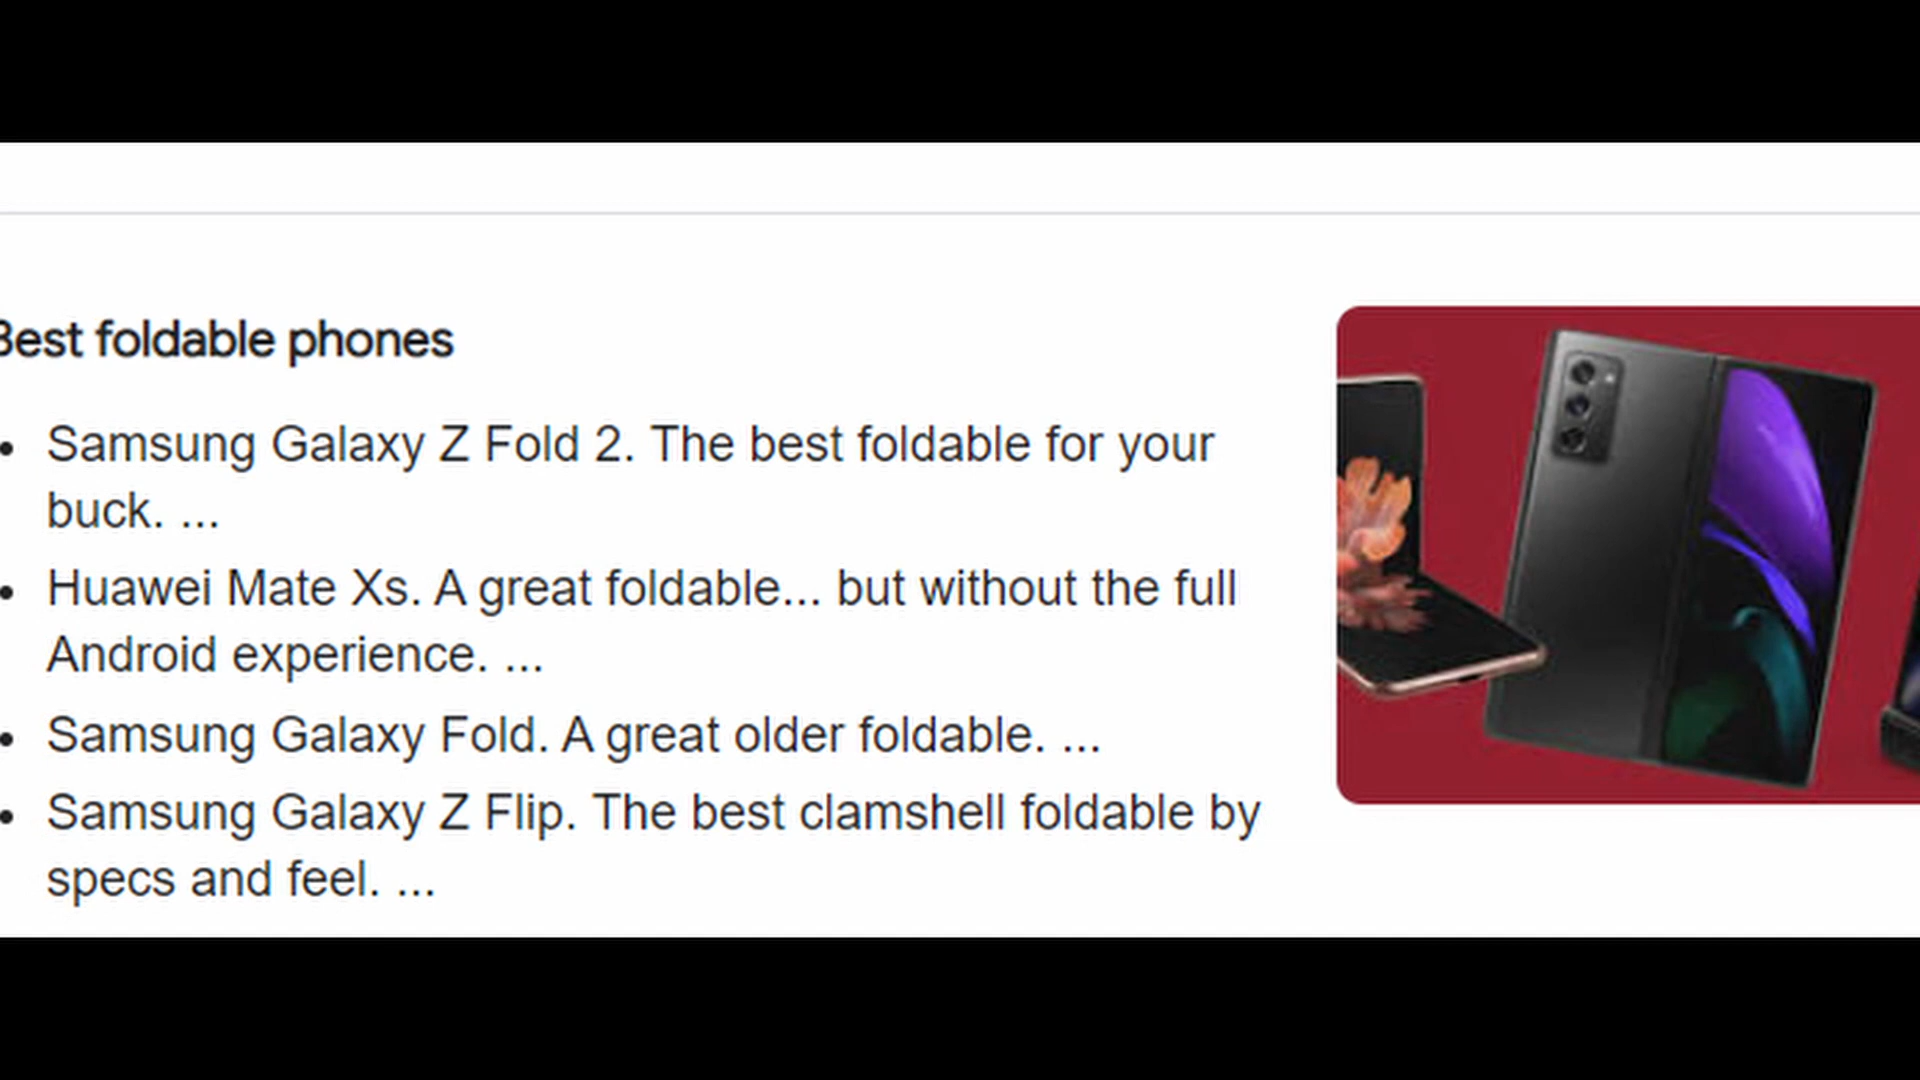 Best foldable phones
• Samsung Galaxy Z Fold 2. The best foldable for your
buck. ...
• Huawei Mate Xs. A great foldable... but without the full
Android experience. ...
• Samsung Galaxy Fold. A great older foldable. ...
• Samsung Galaxy Z Flip. The best clamshell foldable by
specs and feel. ...